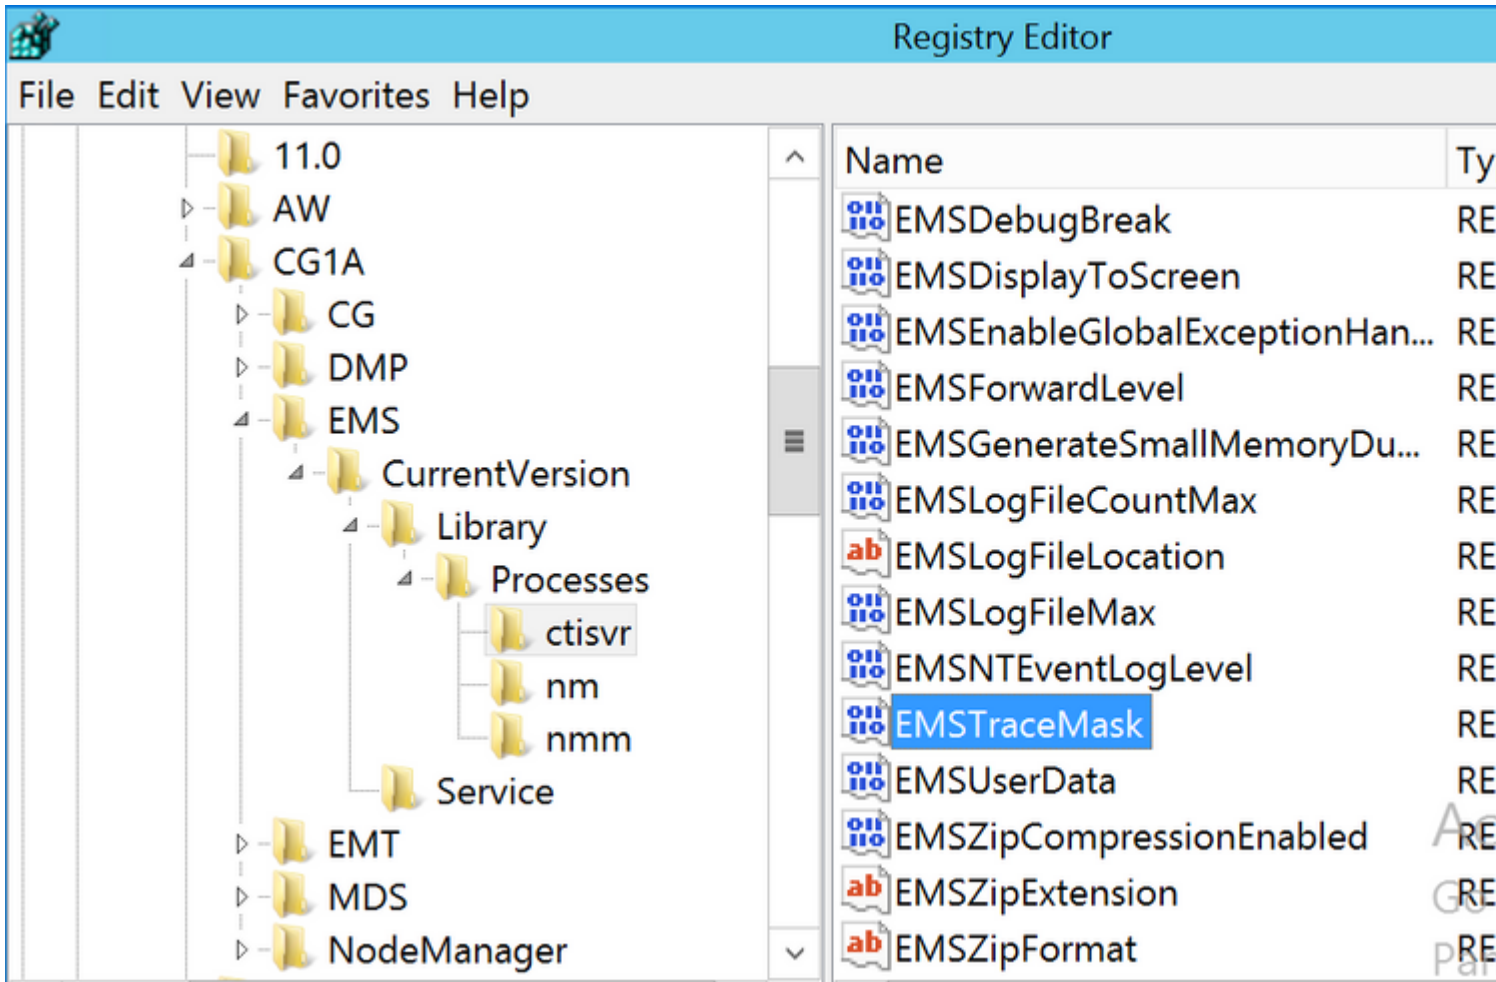 Registry Editor
File Edit View Favorites Help
11.0
AW
CG1A
CG
DMP
EMS
CurrentVersion
Library
Processes
ctisvr
nm
nmm
Service
EMT
MDS
NodeManager
Name Ty
EMSDebugBreak RE
EMSDisplayToScreen RE
EMSEnableGlobalExceptionHan... RE
EMSForwardLevel RE
EMSGenerateSmallMemoryDu... RE
EMSLogFileCountMax RE
EMSLogFileLocation RE
EMSLogFileMax RE
EMSNTEventLogLevel RE
EMSTraceMask RE
EMSUserData RE
EMSZipCompressionEnabled RE
EMSZipExtension RE
EMSZipFormat RE